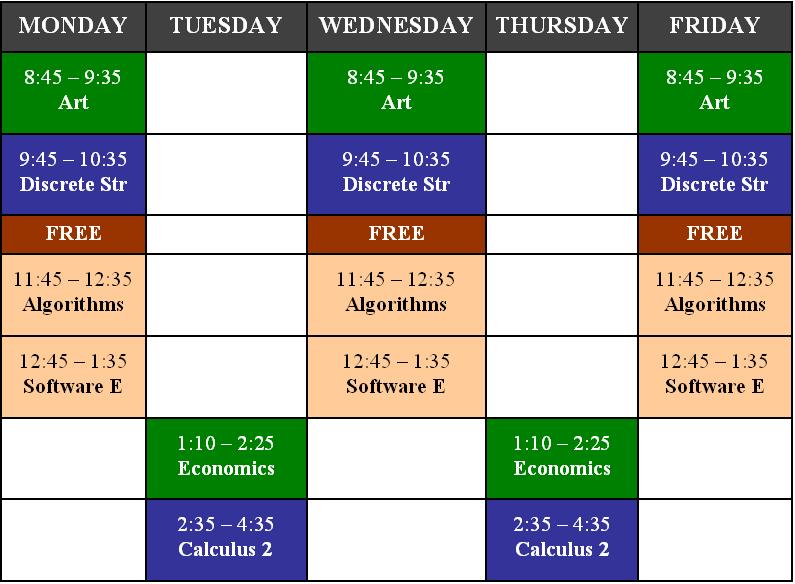 MONDAY TUESDAY WEDNESDAY THURSDAY FRIDAY
8:45 – 9:35 8:45 – 9:35 8:45 – 9:35
Art Art Art
9:45 – 10:35 9:45 – 10:35 9:45 – 10:35
Discrete Str Discrete Str Discrete Str
FREE FREE FREE
11:45 – 12:35 11:45 – 12:35 11:45 – 12:35
Algorithms Algorithms Algorithms
12:45 – 1:35 12:45 – 1:35 12:45 – 1:35
Software E Software E Software E
1:10 – 2:25 1:10 – 2:25
Economics Economics
2:35 – 4:35 2:35 – 4:35
Calculus 2 Calculus 2